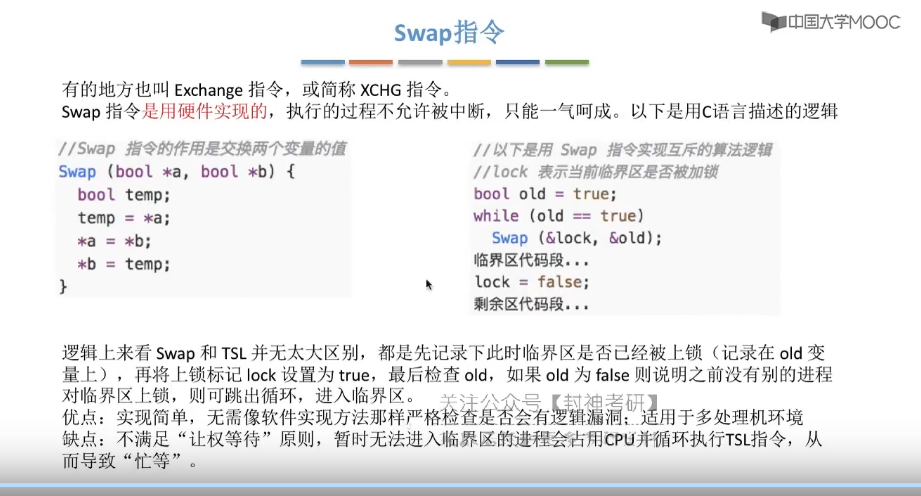 Swap指令
中国大学MOOC
有的地方也叫 Exchange 指令，或简称 XCHG 指令。
Swap 指令是用硬件实现的，执行的过程不允许被中断，只能一气呵成。以下是用C语言描述的逻辑
//Swap 指令的作用是交换两个变量的值
Swap (bool *a, bool *b) {
bool temp;
temp = *a;
*a = *b;
*b = temp;
}
//以下是用 Swap 指令实现互斥的算法逻辑
//lock 表示当前临界区是否被加锁
bool old = true;
while (old == true)
Swap (&lock, &old);
临界区代码段...
lock = false;
剩余区代码段...
逻辑上来看 Swap 和 TSL 并无太大区别，都是先记录下此时临界区是否已经被上锁（记录在 old 变
量上），再将上锁标记 lock 设置为 true，最后检查 old，如果 old 为 false 则说明之前没有别的进程
对临界区上锁，则可跳出循环，进入临界区。
关注公众号【封神考研】
优点：实现简单，无需像软件实现方法那样严格检查是否会有逻辑漏洞；适用于多处理机环境
缺点：不满足“让权等待”原则，暂时无法进入临界区的进程会占用CPU并循环执行TSL指令，从
而导致“忙等”。